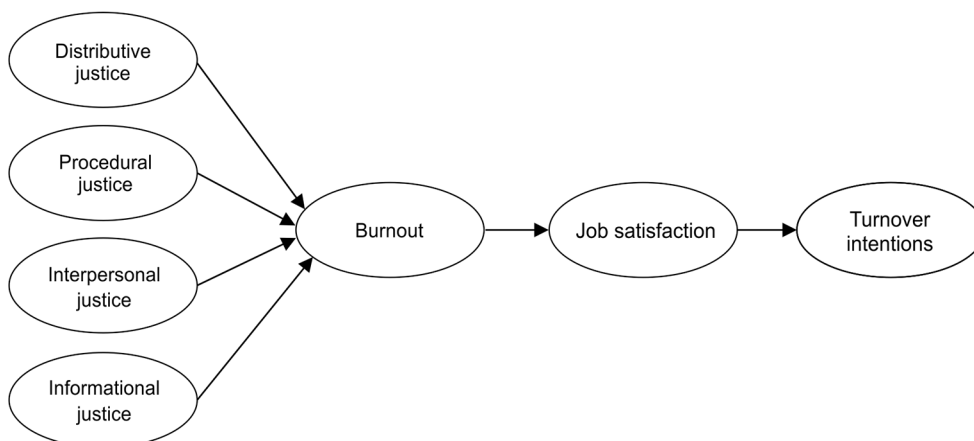 Distributive
justice
Procedural
justice
Interpersonal
justice
Informational
justice
Burnout
Job satisfaction
Turnover
intentions